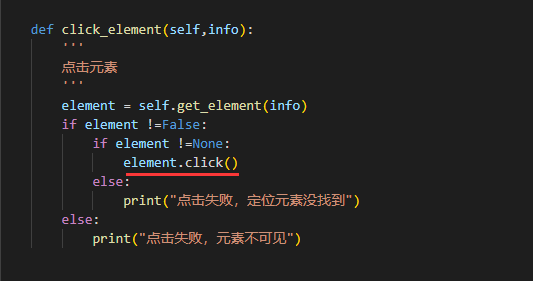 def click_element(self,info):
'''
点击元素
'''
element = self.get_element(info)
if element !=False:
if element !=None:
element.click()
else:
print("点击失败，定位元素没找到")
else:
print("点击失败，元素不可见")